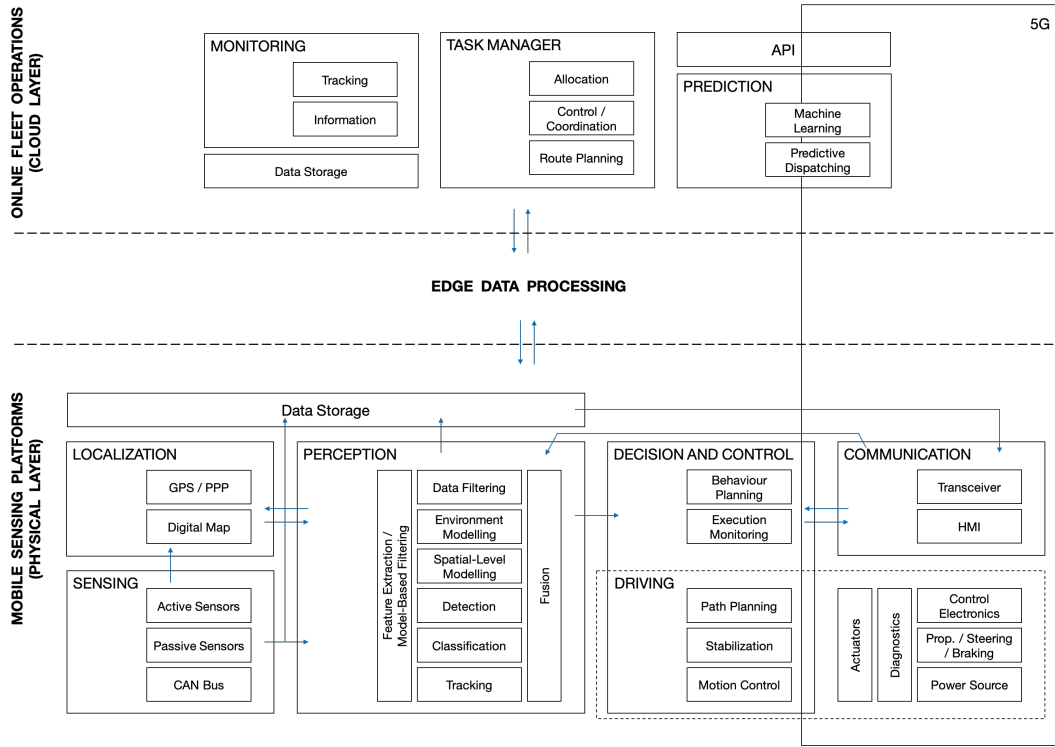 5G
ONLNE FLEET OPERATIONS
(CLOUD LAYER)
MONITORING
Tracking
Information
Data Storage
TASK MANAGER
Allocation
Control /
Coordination
Route Planning
API
PREDICTION
Machine
Learning
Predictive
Dispatching
EDGE DATA PROCESSING
MOBILE SENSING PLATFORMS
(PHYSICAL LAYER)
Data Storage
LOCALIZATION
GPS / PPP
Digital Map
SENSING
Active Sensors
Passive Sensors
CAN Bus
PERCEPTION
Feature Extraction /
Model-Based Filtering
Data Filtering
Environment
Modelling
Spatial-Level
Modelling
Detection
Classification
Tracking
Fusion
DECISION AND CONTROL
Behaviour
Planning
Execution
Monitoring
COMMUNICATION
Transceiver
HMI
DRIVING
Path Planning
Stabilization
Motion Control
Actuators
Diagnostics
Control
Electronics
Prop. / Steering
/ Braking
Power Source